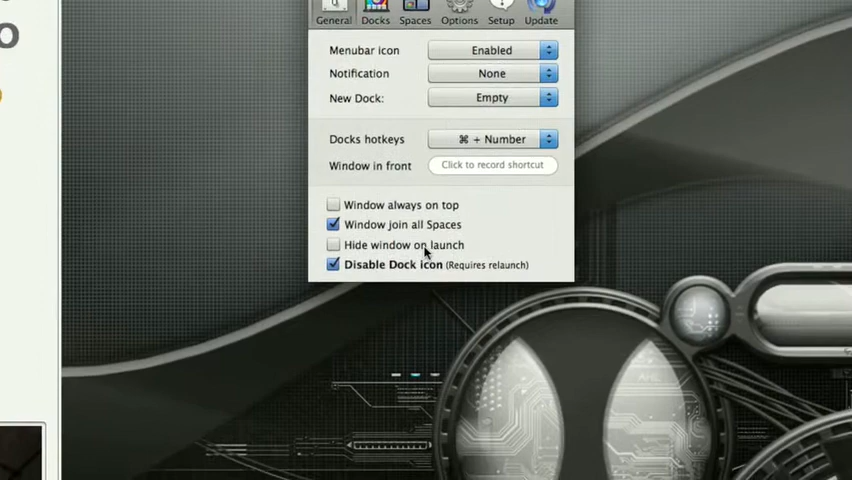 General Docks Spaces Options Setup Update
Menubar icon Enabled
Notification None
New Dock: Empty
Docks hotkeys ⌘ + Number
Window in front Click to record shortcut
Window always on top
Window join all Spaces
Hide window on launch
Disable Dock icon (Requires relaunch)